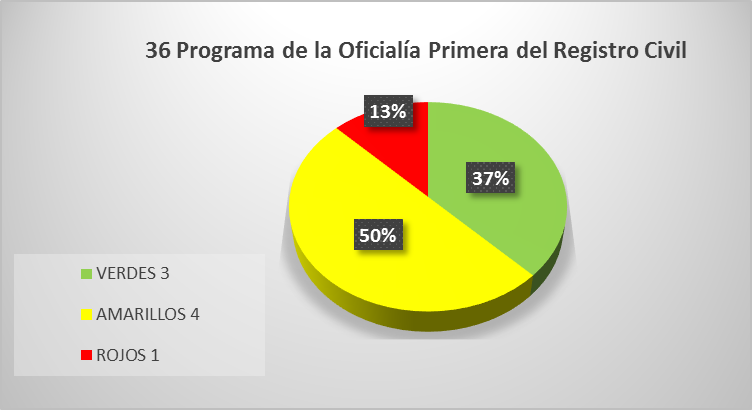 36 Programa de la Oficialía Primera del Registro Civil
13%
37%
50%
VERDES 3
AMARILLOS 4
ROJOS 1